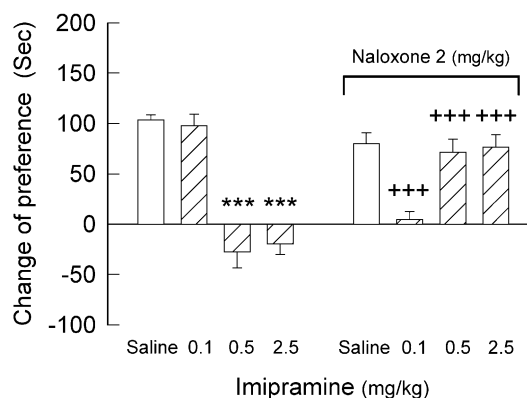 200
Naloxone 2 (mg/kg)
150
+++ +++
100
+++
50
*** ***
0
-50
-100
Change of preference (Sec)
Saline 0.1 0.5 2.5 Saline 0.1 0.5 2.5
Imipramine (mg/kg)